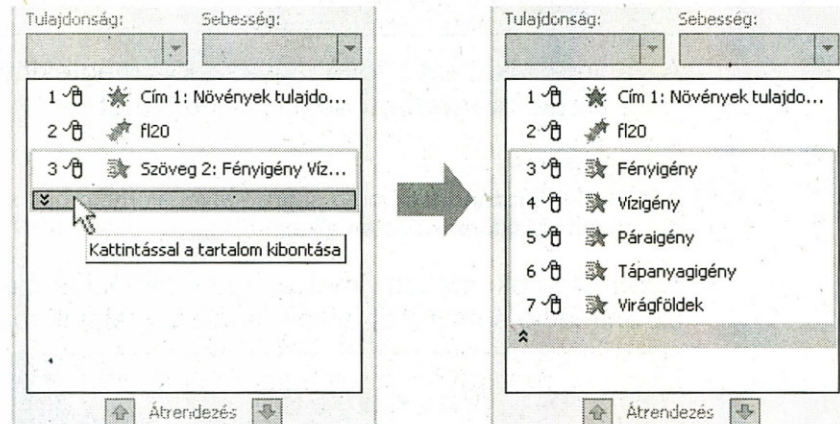 Tulajdonság: Sebesség:
1 Cím 1: Növények tulajdo...
2 fl20
3 Szöveg 2: Fényigény Víz...
Kattintással a tartalom kibontása
Átrendezés
Tulajdonság: Sebesség:
1 Cím 1: Növények tulajdo...
2 fl20
3 Fényigény
4 Vízigény
5 Páraigény
6 Tápanyagigény
7 Virágföldek
Átrendezés